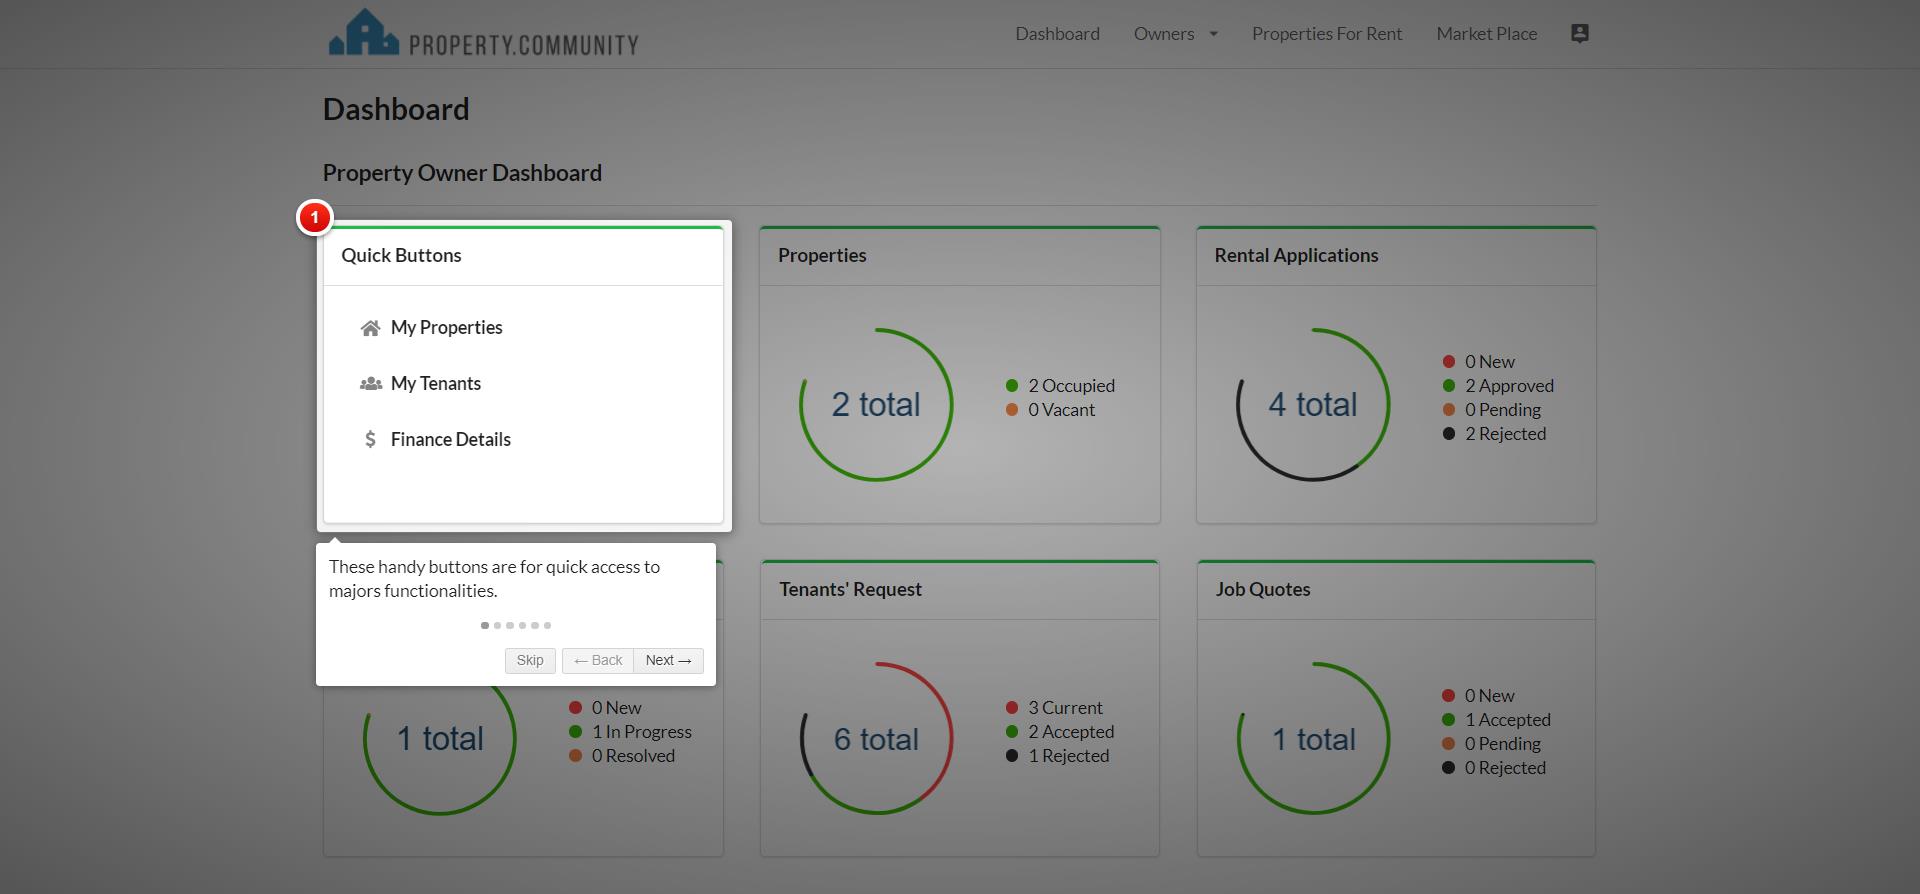 PROPERTY.COMMUNITY
Dashboard
Owners
Properties For Rent
Market Place
Dashboard
Property Owner Dashboard
1
Quick Buttons
My Properties
My Tenants
Finance Details
Properties
2 total
2 Occupied
0 Vacant
Rental Applications
4 total
0 New
2 Approved
0 Pending
2 Rejected
These handy buttons are for quick access to
majors functionalities.
Skip
← Back
Next →
1 total
0 New
1 In Progress
0 Resolved
Tenants' Request
6 total
3 Current
2 Accepted
1 Rejected
Job Quotes
1 total
0 New
1 Accepted
0 Pending
0 Rejected